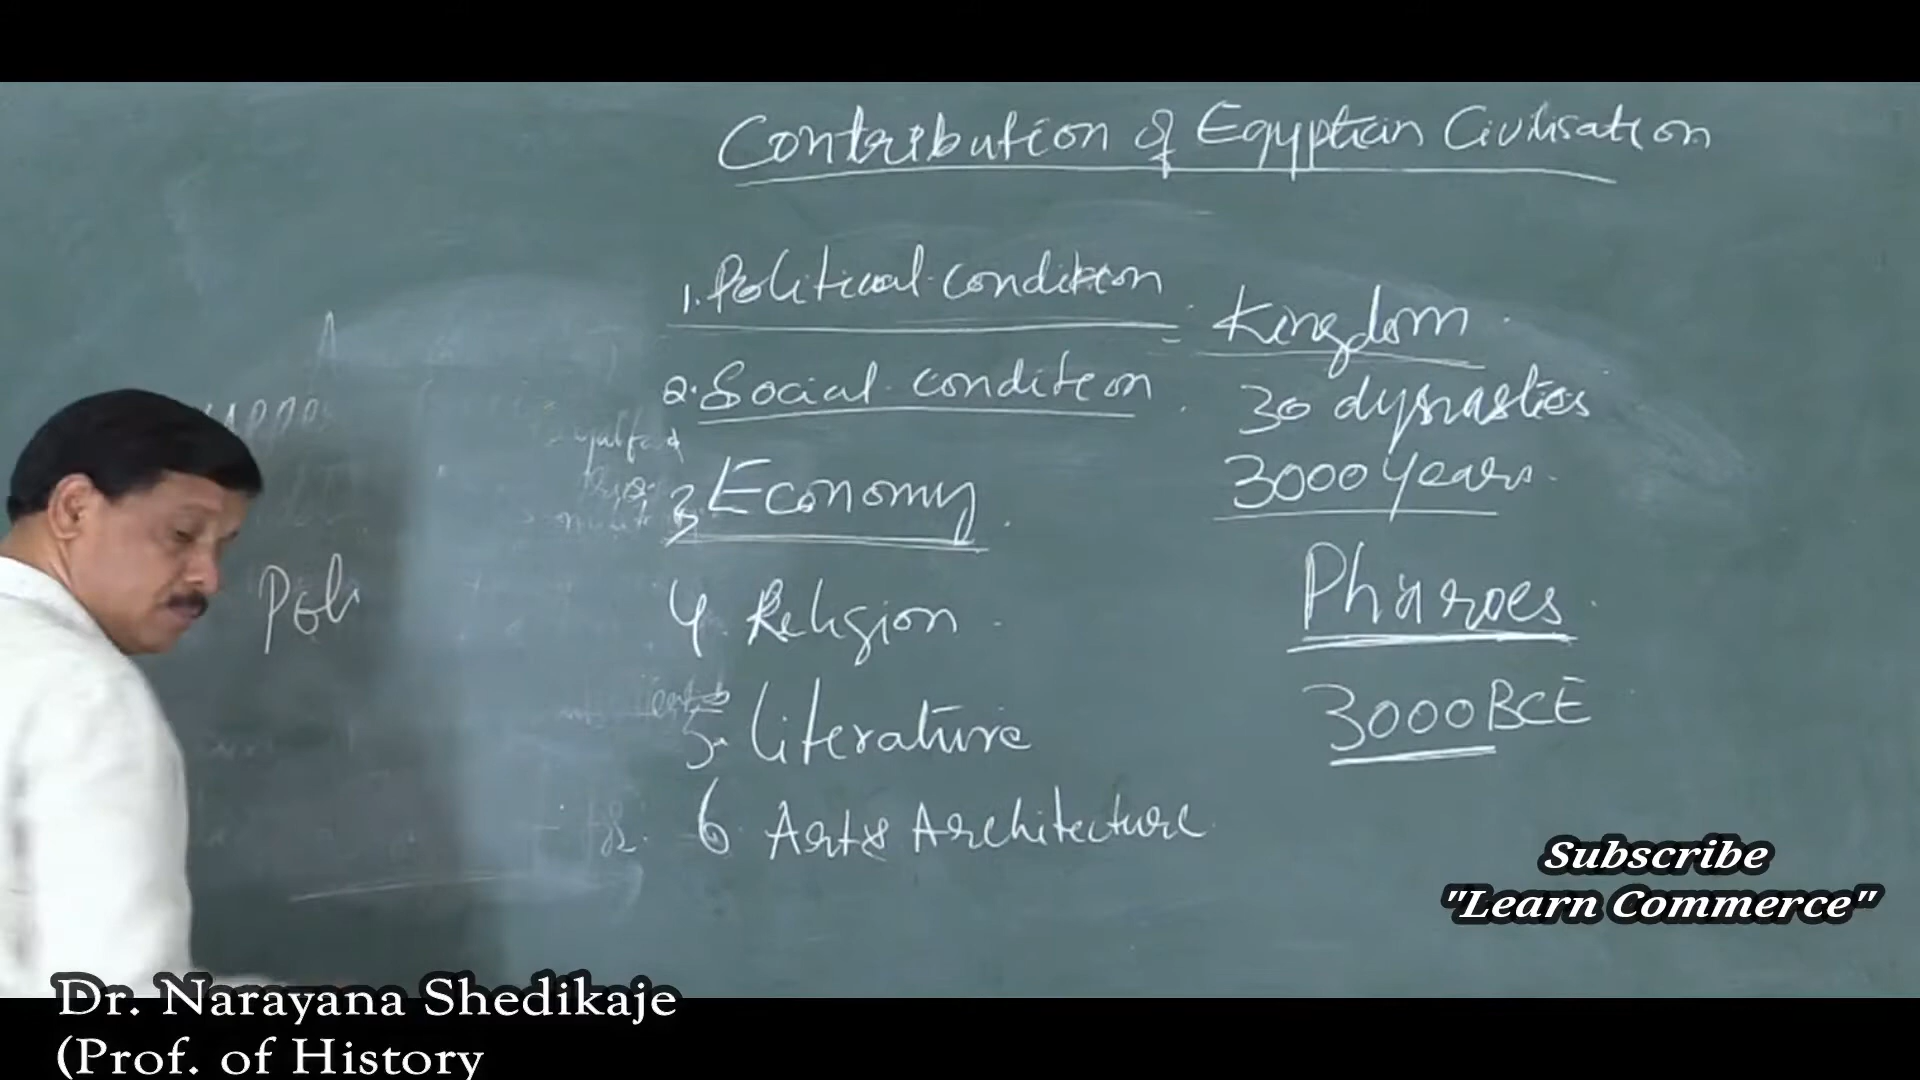 Contribution of Egyptian Civilisation
1. Political condition
2. Social condition
3 Economy
4. Religion
5. Literature
6. Art & Architecture
Kingdom
30 dynasties
3000 years
Pharoes
3000 BCE
Poli
Subscribe
"Learn Commerce"
Dr. Narayana Shedikaje
(Prof. of History